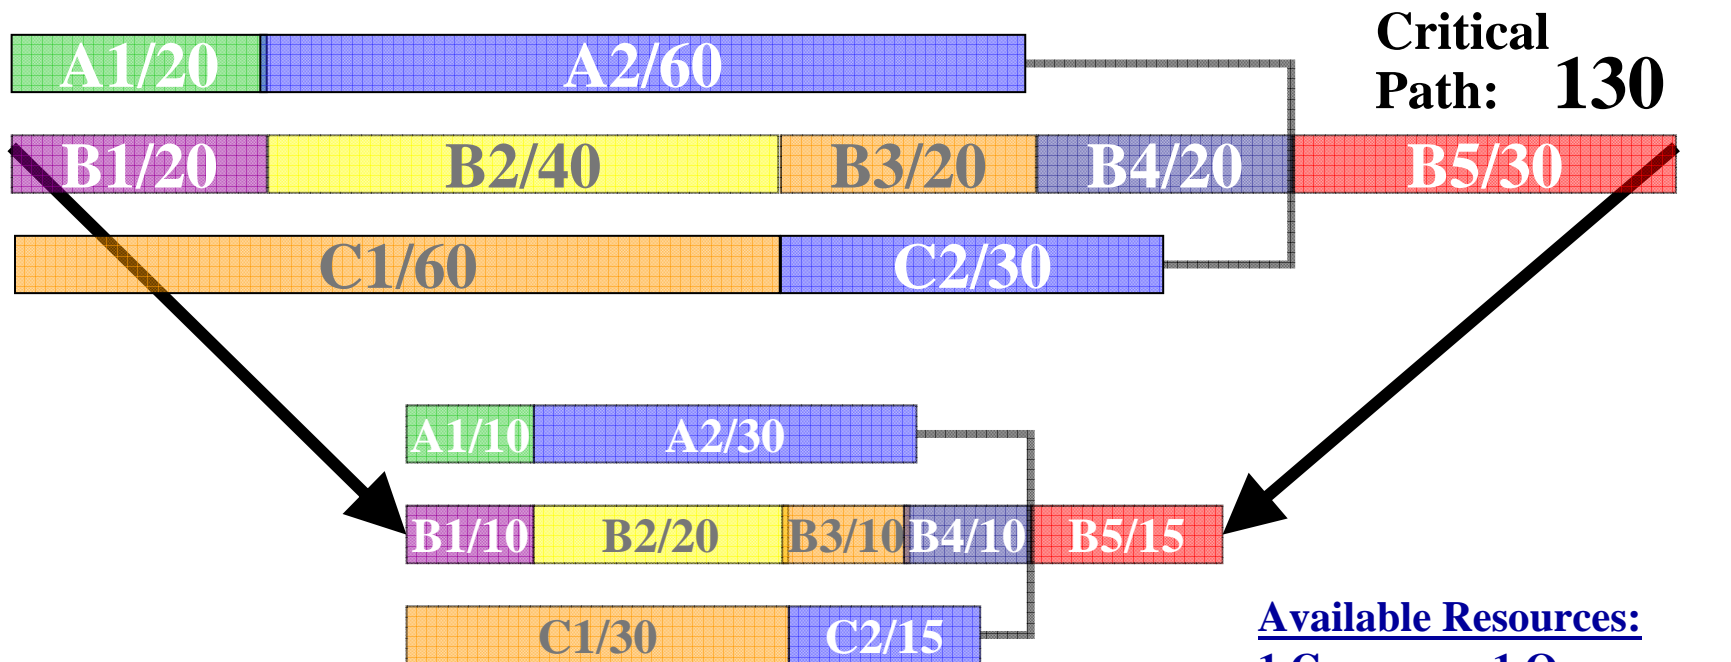 Critical
Path: 130
A1/20 A2/60
B1/20 B2/40 B3/20 B4/20 B5/30
C1/60 C2/30
A1/10 A2/30
B1/10 B2/20 B3/10 B4/10 B5/15
C1/30 C2/15
Available Resources: